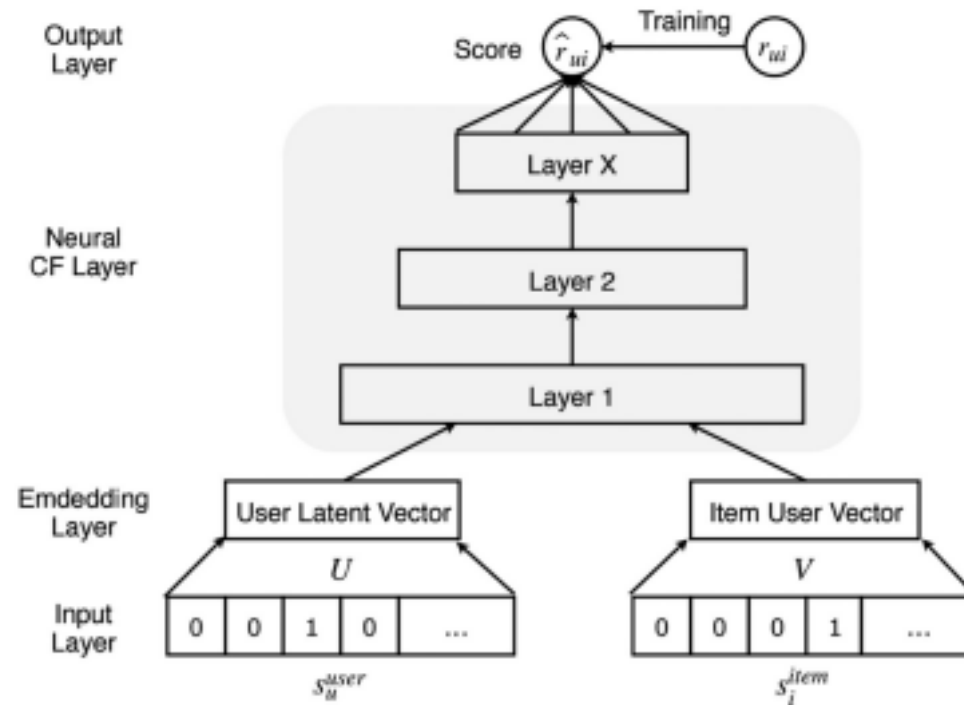 Output
Layer
Score
r̂ui
Training
rui
Layer X
Neural
CF Layer
Layer 2
Layer 1
Emdedding
Layer
User Latent Vector
Item User Vector
U
V
Input
Layer
0 0 1 0 ...
0 0 0 1 ...
s_u^user
s_i^item